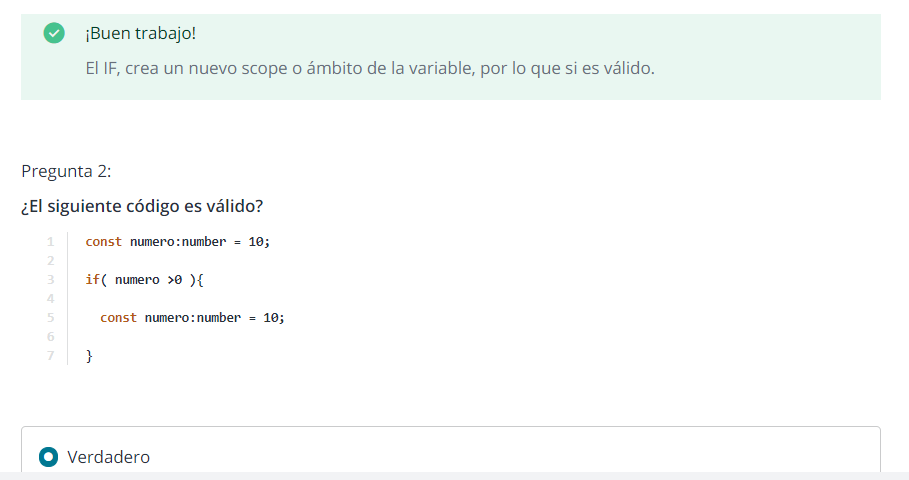 ¡Buen trabajo!
El IF, crea un nuevo scope o ámbito de la variable, por lo que si es válido.
Pregunta 2:
¿El siguiente código es válido?
1 const numero:number = 10;
2
3 if( numero >0 ){
4
5 const numero:number = 10;
6
7 }
Verdadero